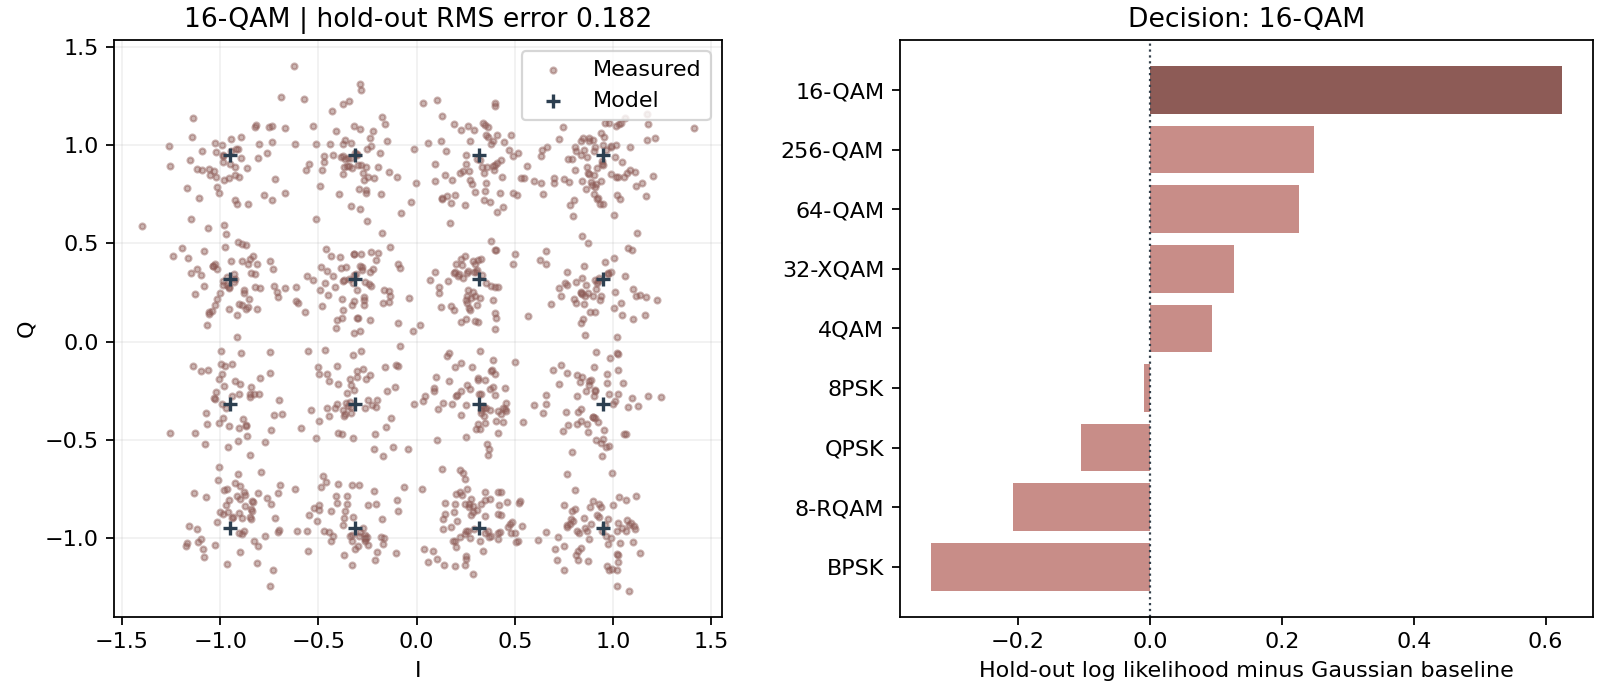 16-QAM | hold-out RMS error 0.182
Measured
Model
1.5
1.0
0.5
0.0
−0.5
−1.0
Q
−1.5
−1.0
−0.5
0.0
0.5
1.0
1.5
I
Decision: 16-QAM
16-QAM
256-QAM
64-QAM
32-XQAM
4QAM
8PSK
QPSK
8-RQAM
BPSK
−0.2
0.0
0.2
0.4
0.6
Hold-out log likelihood minus Gaussian baseline